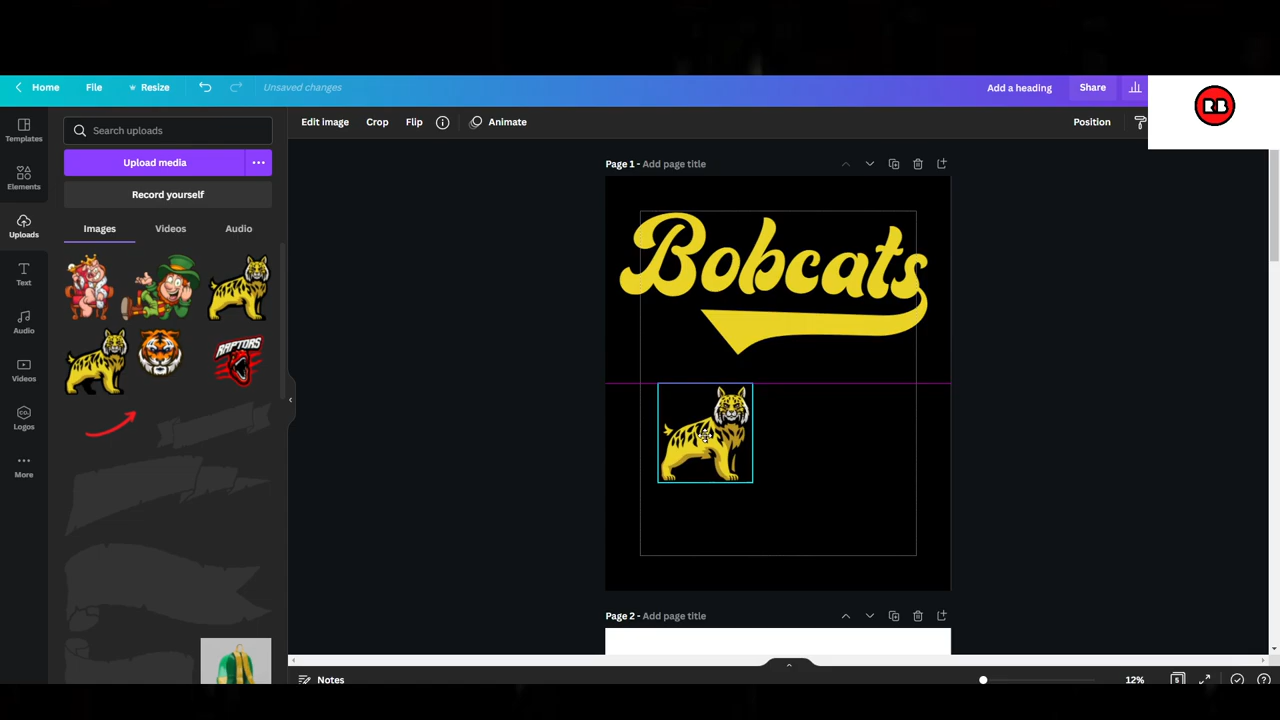 Home File Resize Unsaved changes Add a heading Share
RB
Templates
Search uploads
Edit image Crop Flip Animate Position
Upload media
Elements
Record yourself
Page 1 - Add page title
Uploads
Images Videos Audio
Bobcats
Text
Audio
RAPTORS
Videos
Logos
More
Page 2 - Add page title
Notes 12% 5